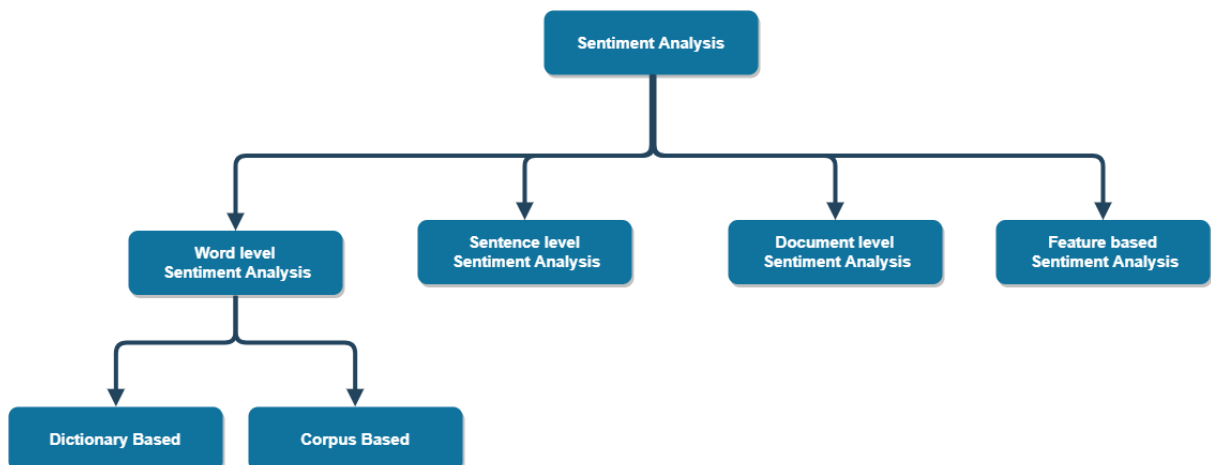 Sentiment Analysis
Word level
Sentiment Analysis
Sentence level
Sentiment Analysis
Document level
Sentiment Analysis
Feature based
Sentiment Analysis
Dictionary Based
Corpus Based